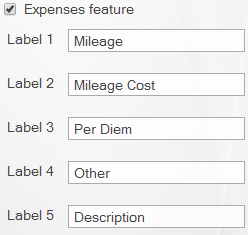 Expenses feature
Label 1 Mileage
Label 2 Mileage Cost
Label 3 Per Diem
Label 4 Other
Label 5 Description